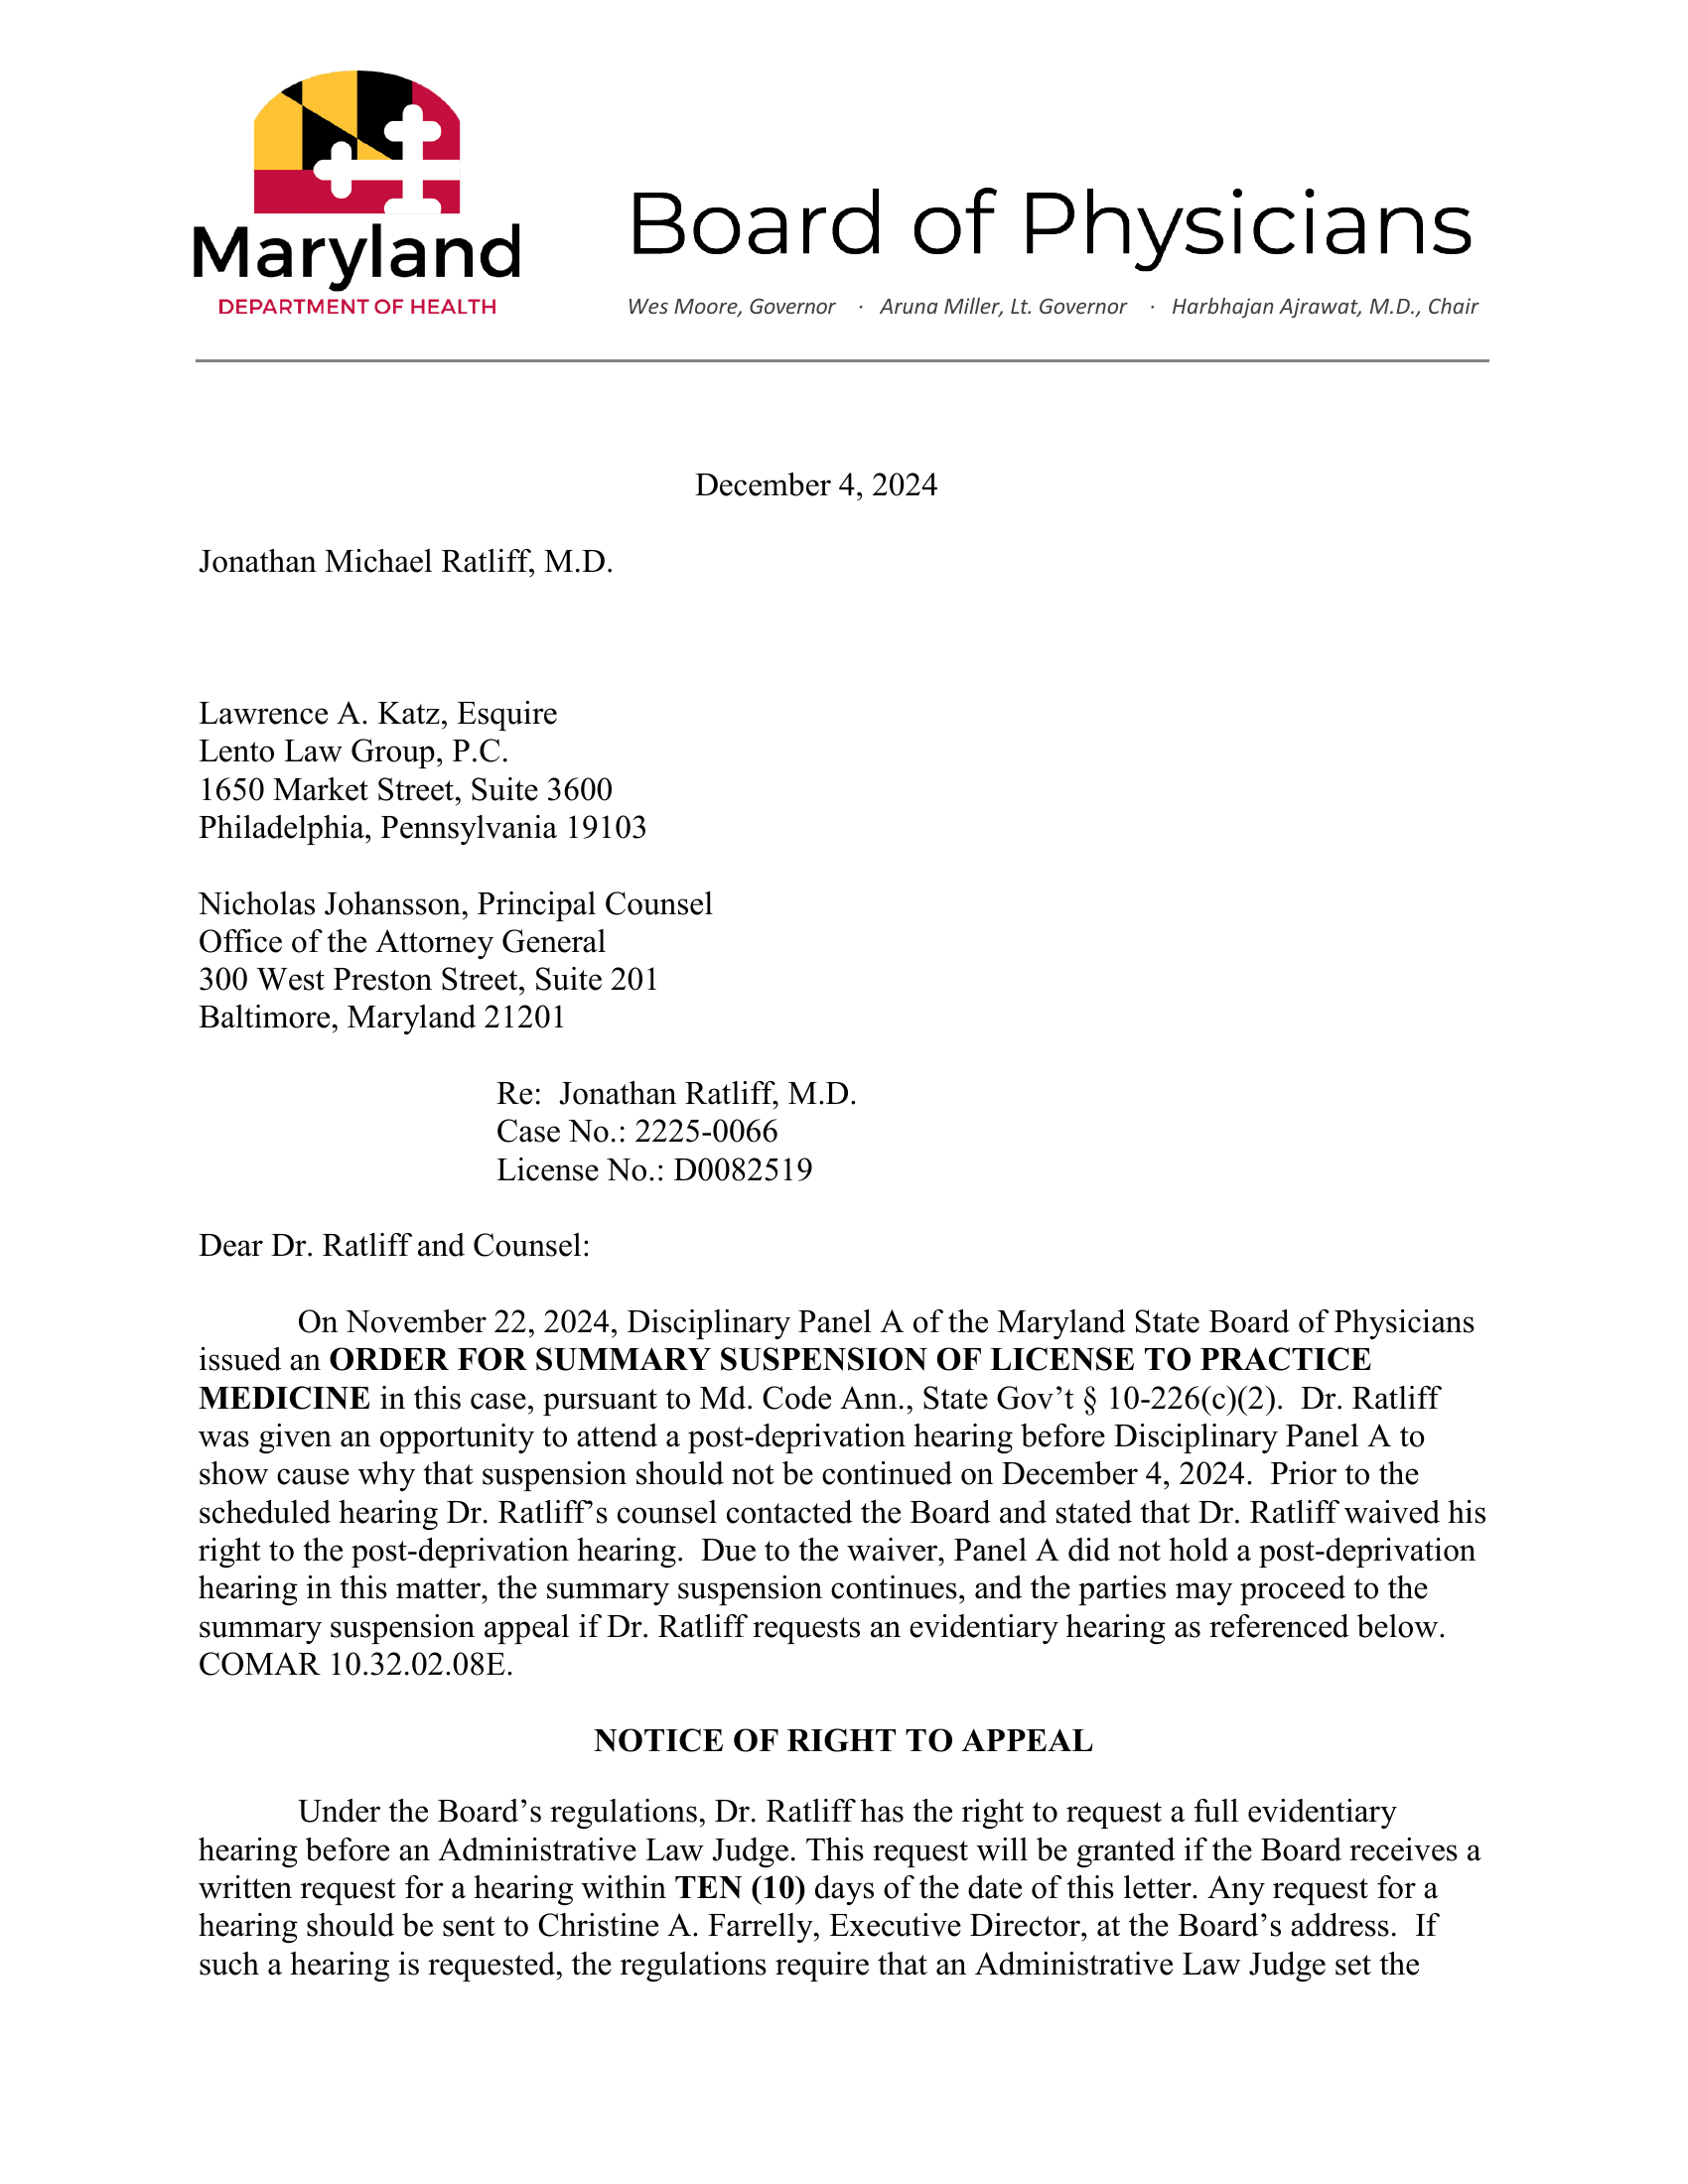 Maryland
DEPARTMENT OF HEALTH
Board of Physicians
Wes Moore, Governor · Aruna Miller, Lt. Governor · Harbhajan Ajrawat, M.D., Chair
December 4, 2024
Jonathan Michael Ratliff, M.D.
Lawrence A. Katz, Esquire
Lento Law Group, P.C.
1650 Market Street, Suite 3600
Philadelphia, Pennsylvania 19103
Nicholas Johansson, Principal Counsel
Office of the Attorney General
300 West Preston Street, Suite 201
Baltimore, Maryland 21201
Re: Jonathan Ratliff, M.D.
Case No.: 2225-0066
License No.: D0082519
Dear Dr. Ratliff and Counsel:
On November 22, 2024, Disciplinary Panel A of the Maryland State Board of Physicians
issued an ORDER FOR SUMMARY SUSPENSION OF LICENSE TO PRACTICE
MEDICINE in this case, pursuant to Md. Code Ann., State Gov’t § 10-226(c)(2). Dr. Ratliff
was given an opportunity to attend a post-deprivation hearing before Disciplinary Panel A to
show cause why that suspension should not be continued on December 4, 2024. Prior to the
scheduled hearing Dr. Ratliff’s counsel contacted the Board and stated that Dr. Ratliff waived his
right to the post-deprivation hearing. Due to the waiver, Panel A did not hold a post-deprivation
hearing in this matter, the summary suspension continues, and the parties may proceed to the
summary suspension appeal if Dr. Ratliff requests an evidentiary hearing as referenced below.
COMAR 10.32.02.08E.
NOTICE OF RIGHT TO APPEAL
Under the Board’s regulations, Dr. Ratliff has the right to request a full evidentiary
hearing before an Administrative Law Judge. This request will be granted if the Board receives a
written request for a hearing within TEN (10) days of the date of this letter. Any request for a
hearing should be sent to Christine A. Farrelly, Executive Director, at the Board’s address. If
such a hearing is requested, the regulations require that an Administrative Law Judge set the